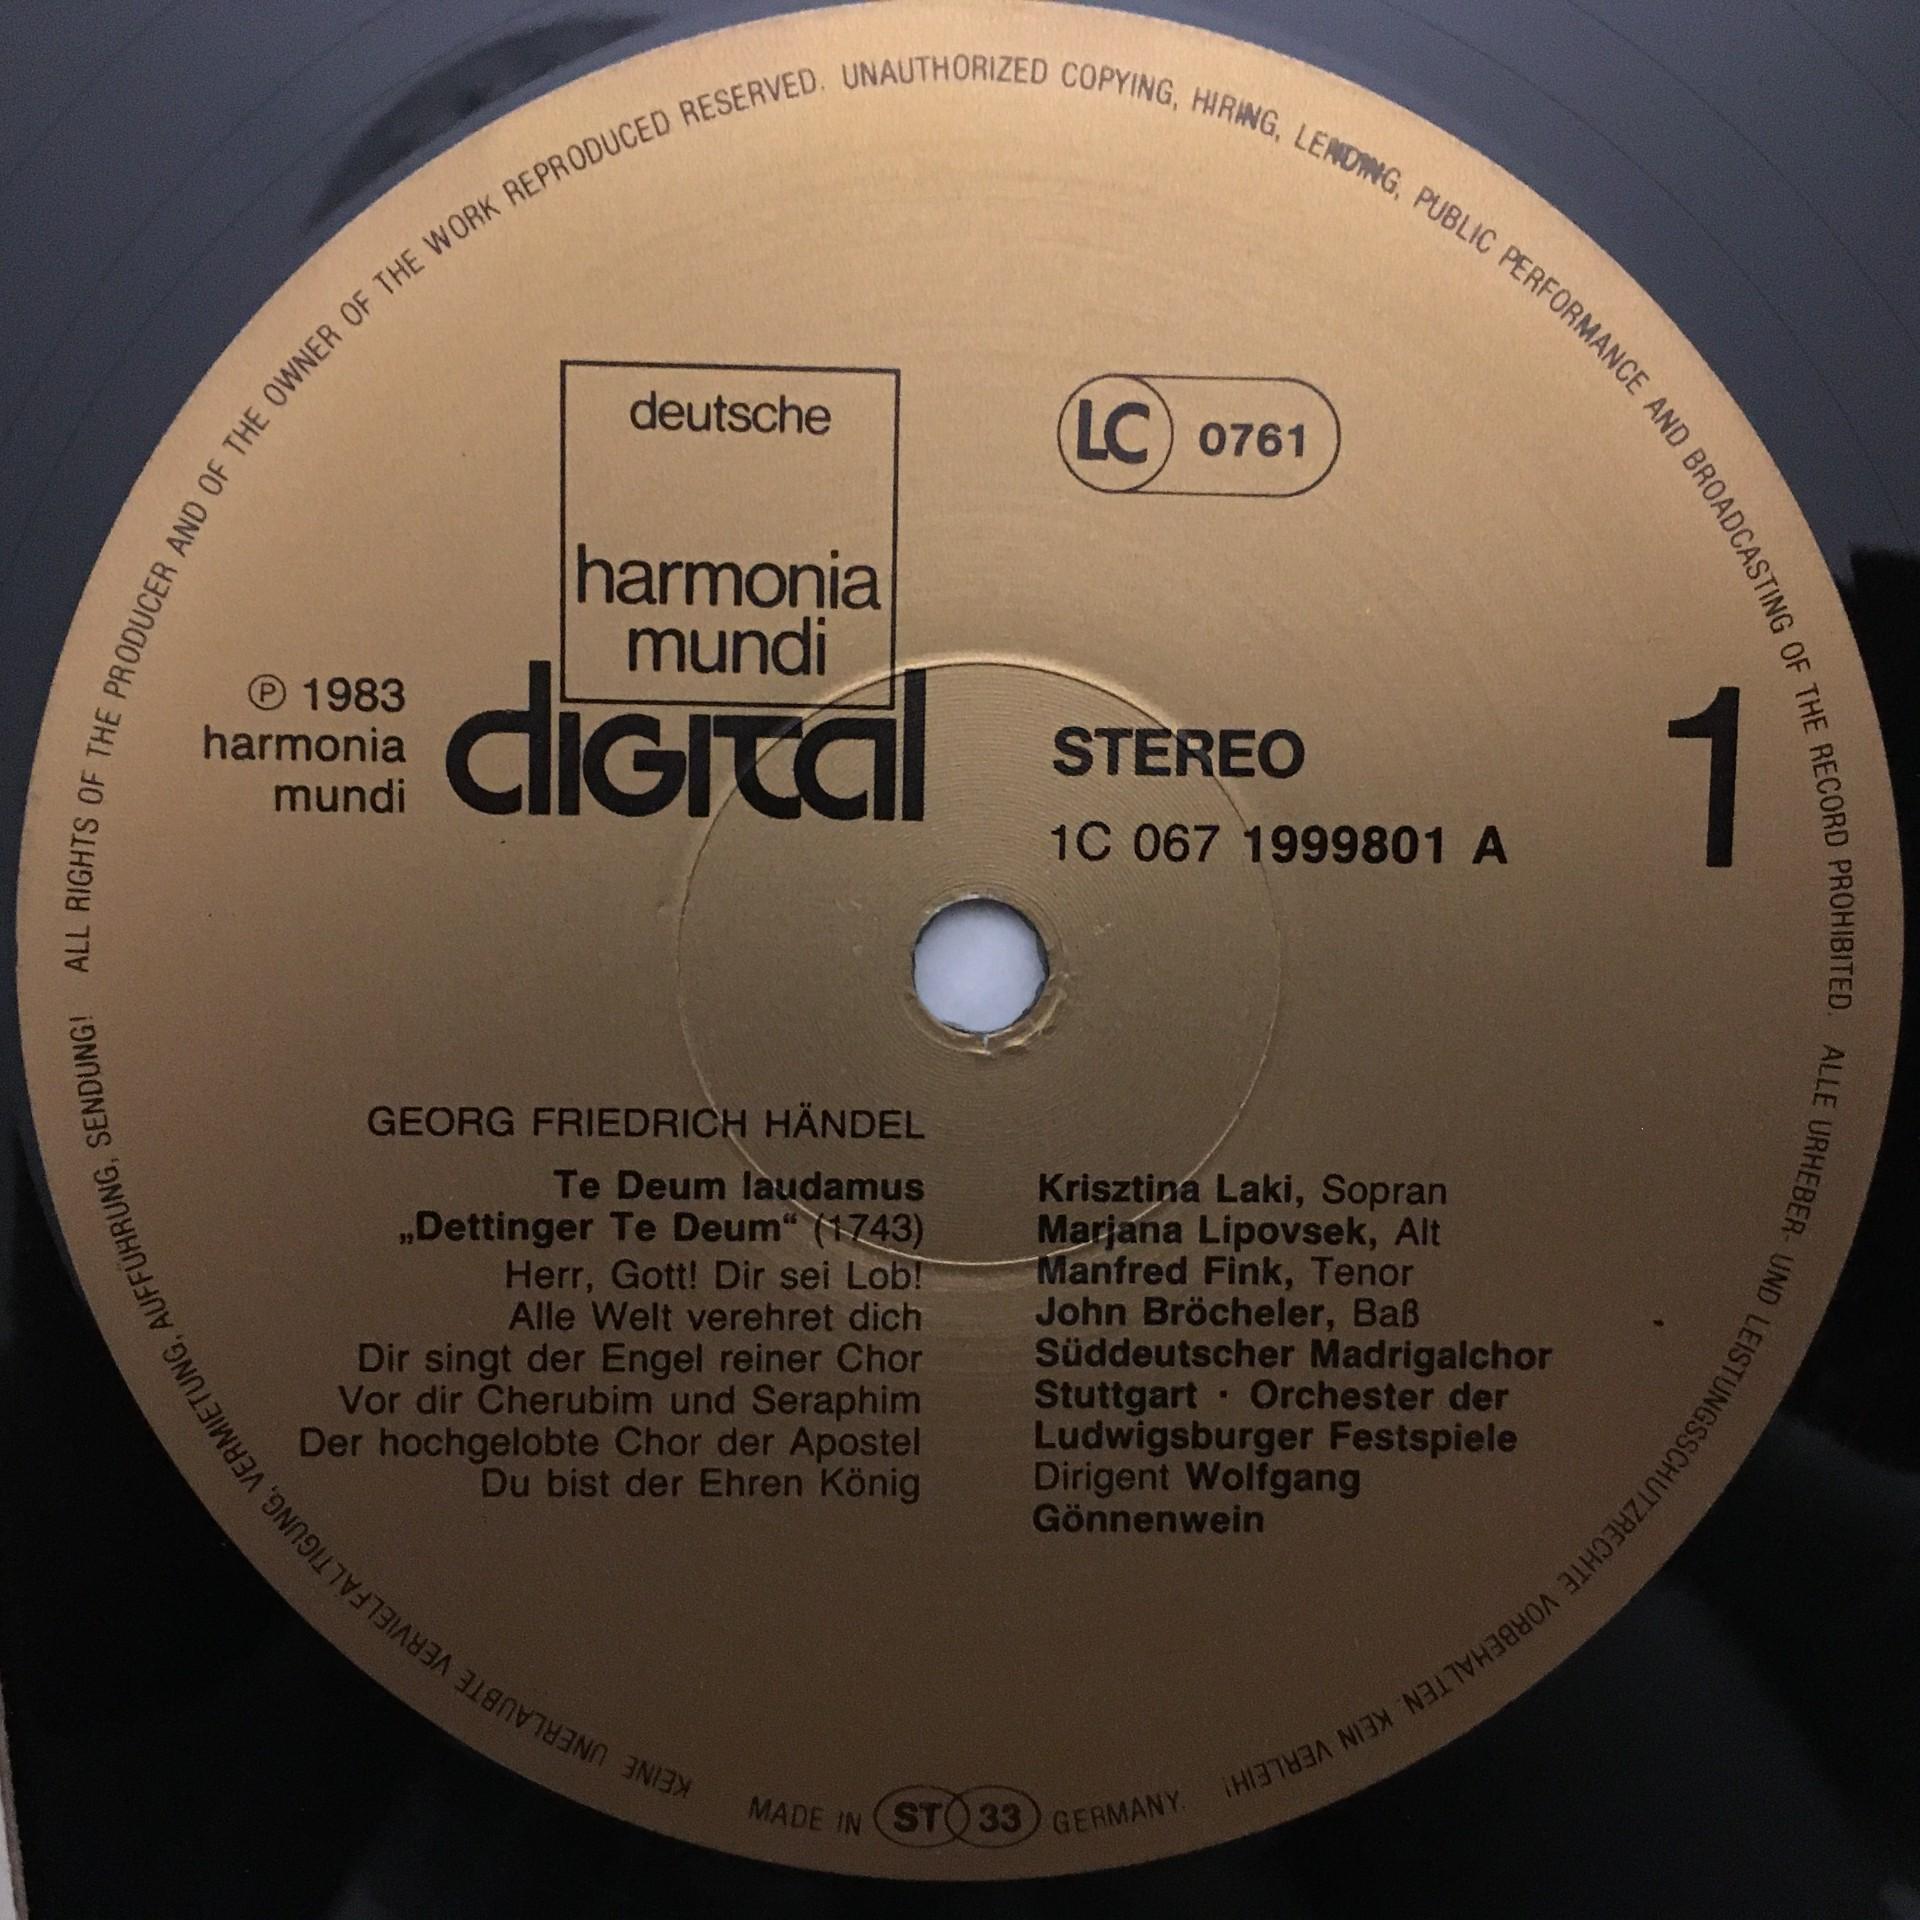 ALL RIGHTS OF THE PRODUCER AND OF THE OWNER OF THE WORK REPRODUCED RESERVED. UNAUTHORIZED COPYING, HIRING, LENDING, PUBLIC PERFORMANCE AND BROADCASTING OF THE RECORD PROHIBITED.
ALLE URHEBER- UND LEISTUNGSSCHUTZRECHTE VORBEHALTEN. KEIN VERLEIH!
KEINE UNERLAUBTE VERVIELFÄLTIGUNG, VERMIETUNG, AUFFÜHRUNG, SENDUNG!
deutsche
harmonia
mundi
digital
LC 0761
℗ 1983
harmonia
mundi
STEREO
1C 067 1999801 A
1
GEORG FRIEDRICH HÄNDEL
Te Deum laudamus
„Dettinger Te Deum“ (1743)
Herr, Gott! Dir sei Lob!
Alle Welt verehret dich
Dir singt der Engel reiner Chor
Vor dir Cherubim und Seraphim
Der hochgelobte Chor der Apostel
Du bist der Ehren König
Krisztina Laki, Sopran
Marjana Lipovsek, Alt
Manfred Fink, Tenor
John Bröcheler, Baß
Süddeutscher Madrigalchor
Stuttgart · Orchester der
Ludwigsburger Festspiele
Dirigent Wolfgang
Gönnenwein
MADE IN ST 33 GERMANY.